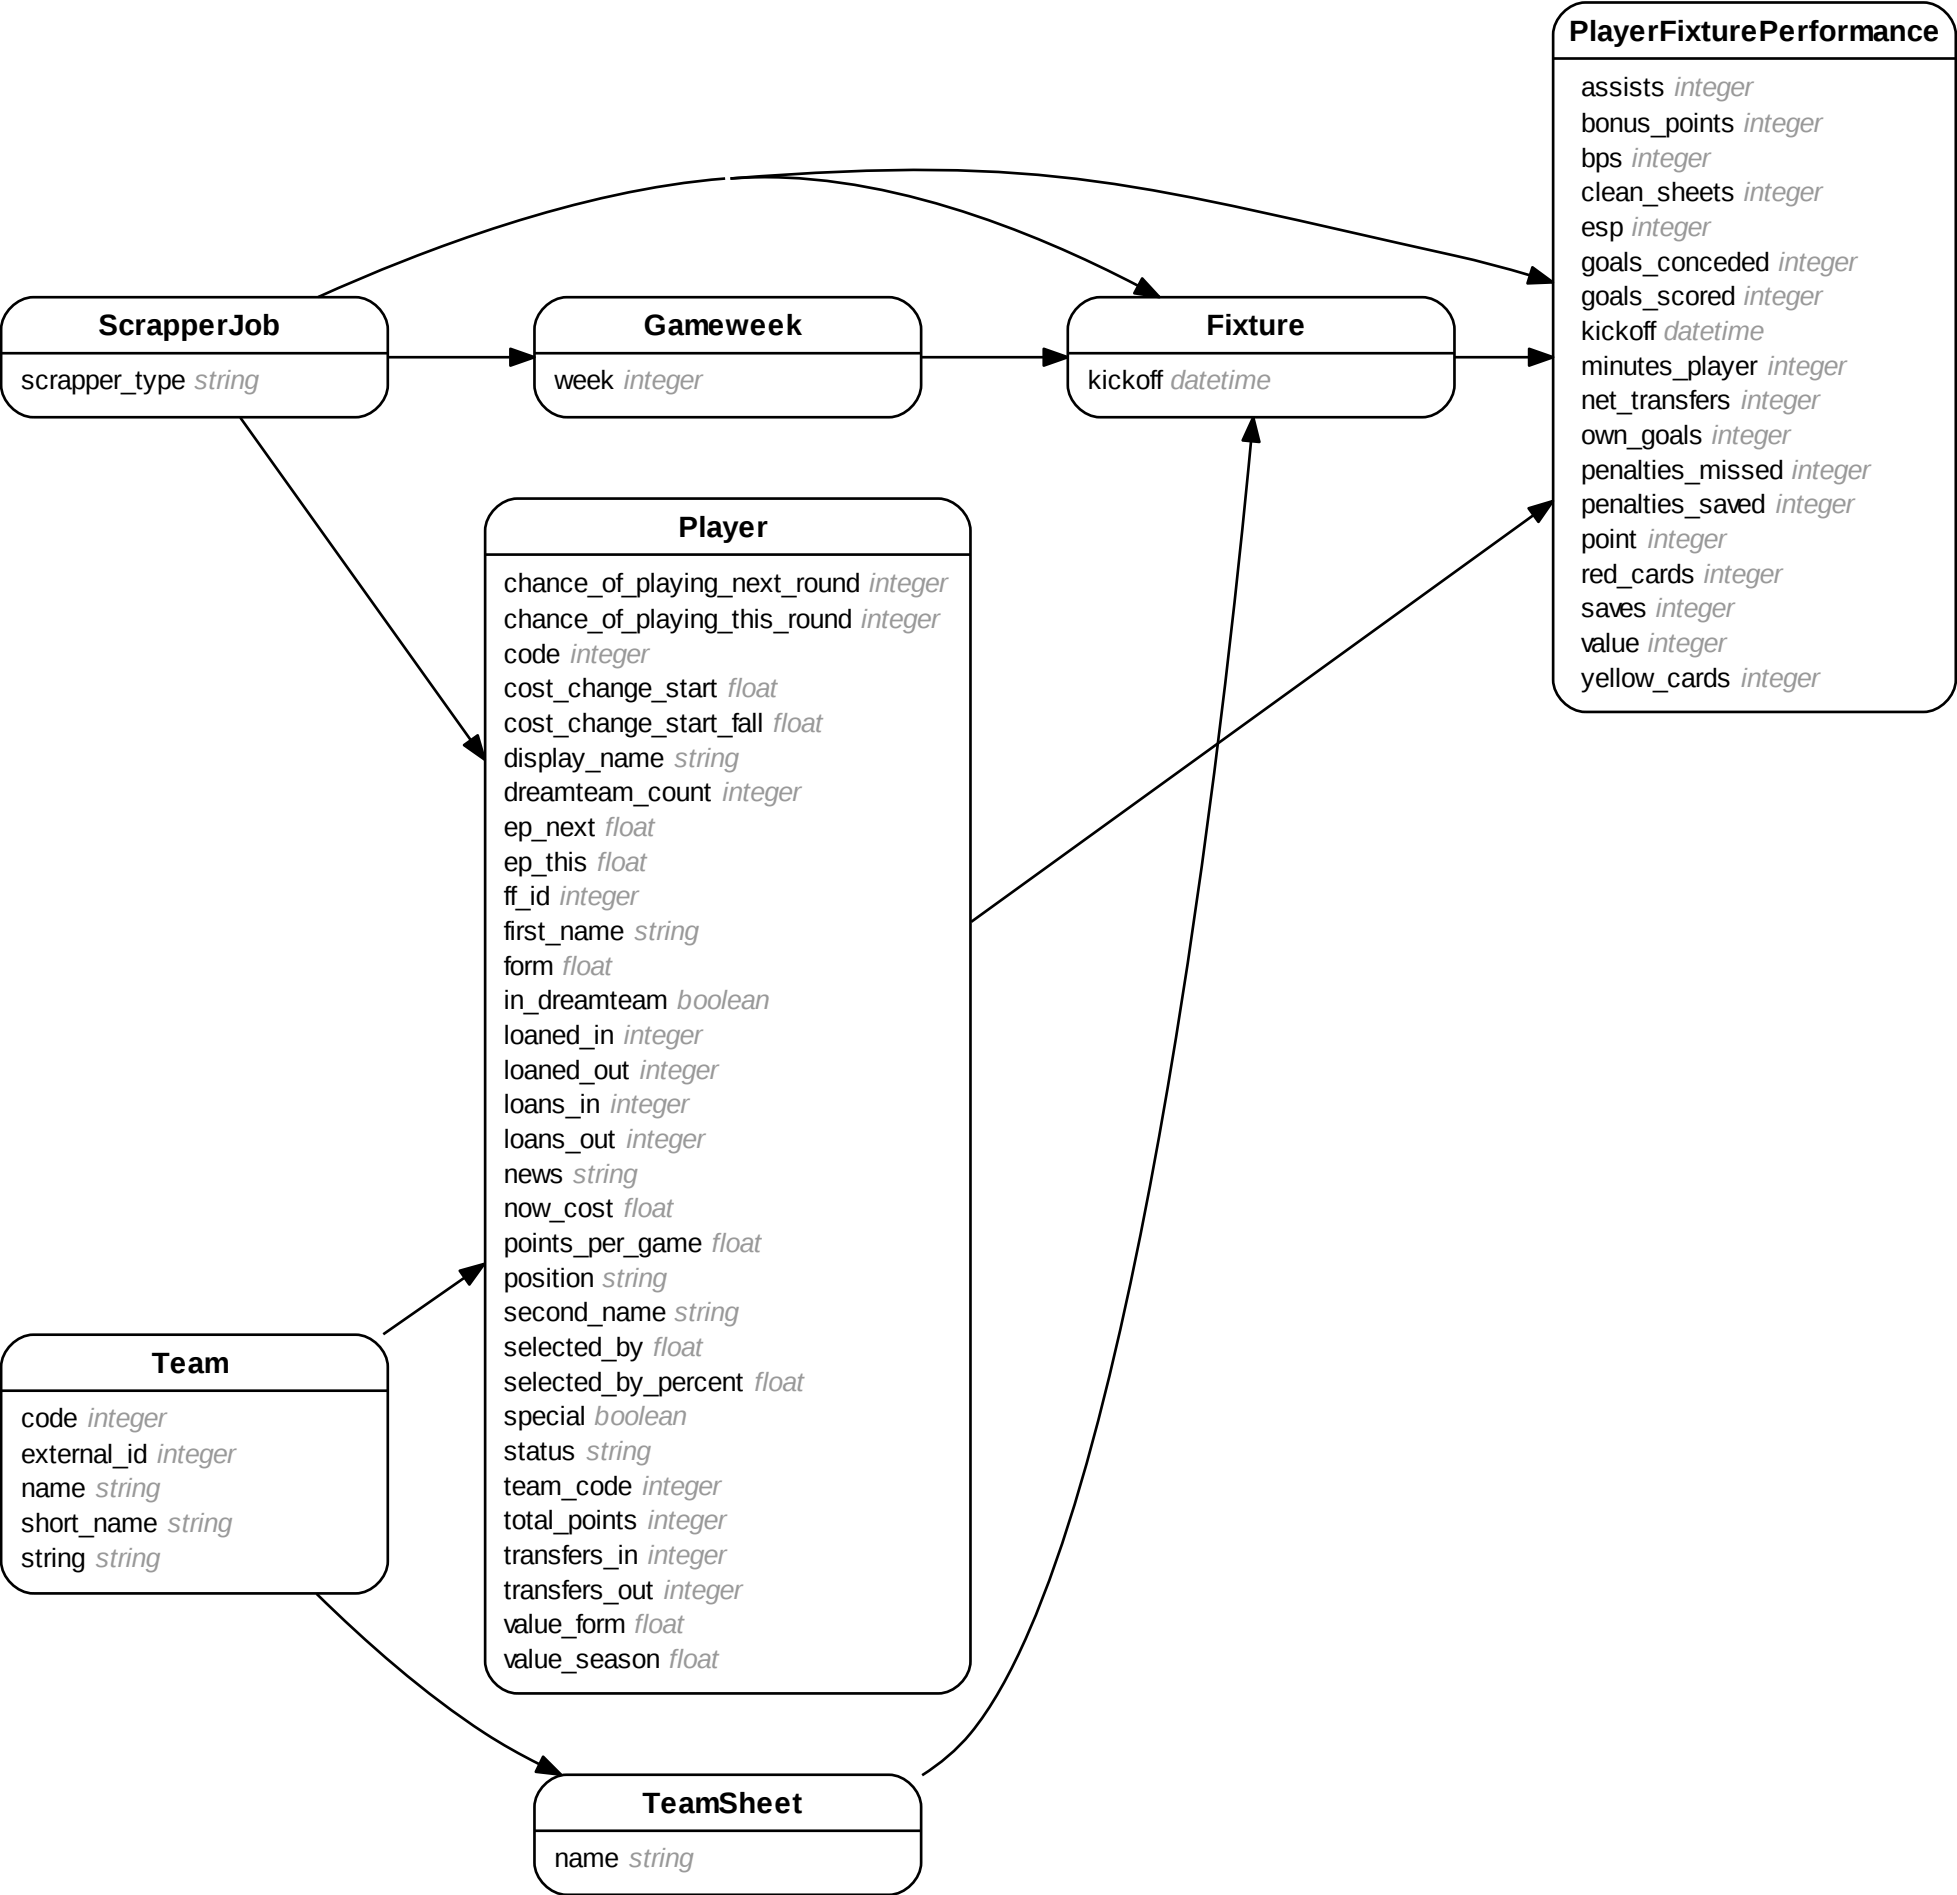 PlayerFixturePerformance
assists integer
bonus_points integer
bps integer
clean_sheets integer
esp integer
goals_conceded integer
goals_scored integer
kickoff datetime
minutes_player integer
net_transfers integer
own_goals integer
penalties_missed integer
penalties_saved integer
point integer
red_cards integer
saves integer
value integer
yellow_cards integer
ScrapperJob
scrapper_type string
Gameweek
week integer
Fixture
kickoff datetime
Player
chance_of_playing_next_round integer
chance_of_playing_this_round integer
code integer
cost_change_start float
cost_change_start_fall float
display_name string
dreamteam_count integer
ep_next float
ep_this float
ff_id integer
first_name string
form float
in_dreamteam boolean
loaned_in integer
loaned_out integer
loans_in integer
loans_out integer
news string
now_cost float
points_per_game float
position string
second_name string
selected_by float
selected_by_percent float
special boolean
status string
team_code integer
total_points integer
transfers_in integer
transfers_out integer
value_form float
value_season float
Team
code integer
external_id integer
name string
short_name string
string string
TeamSheet
name string